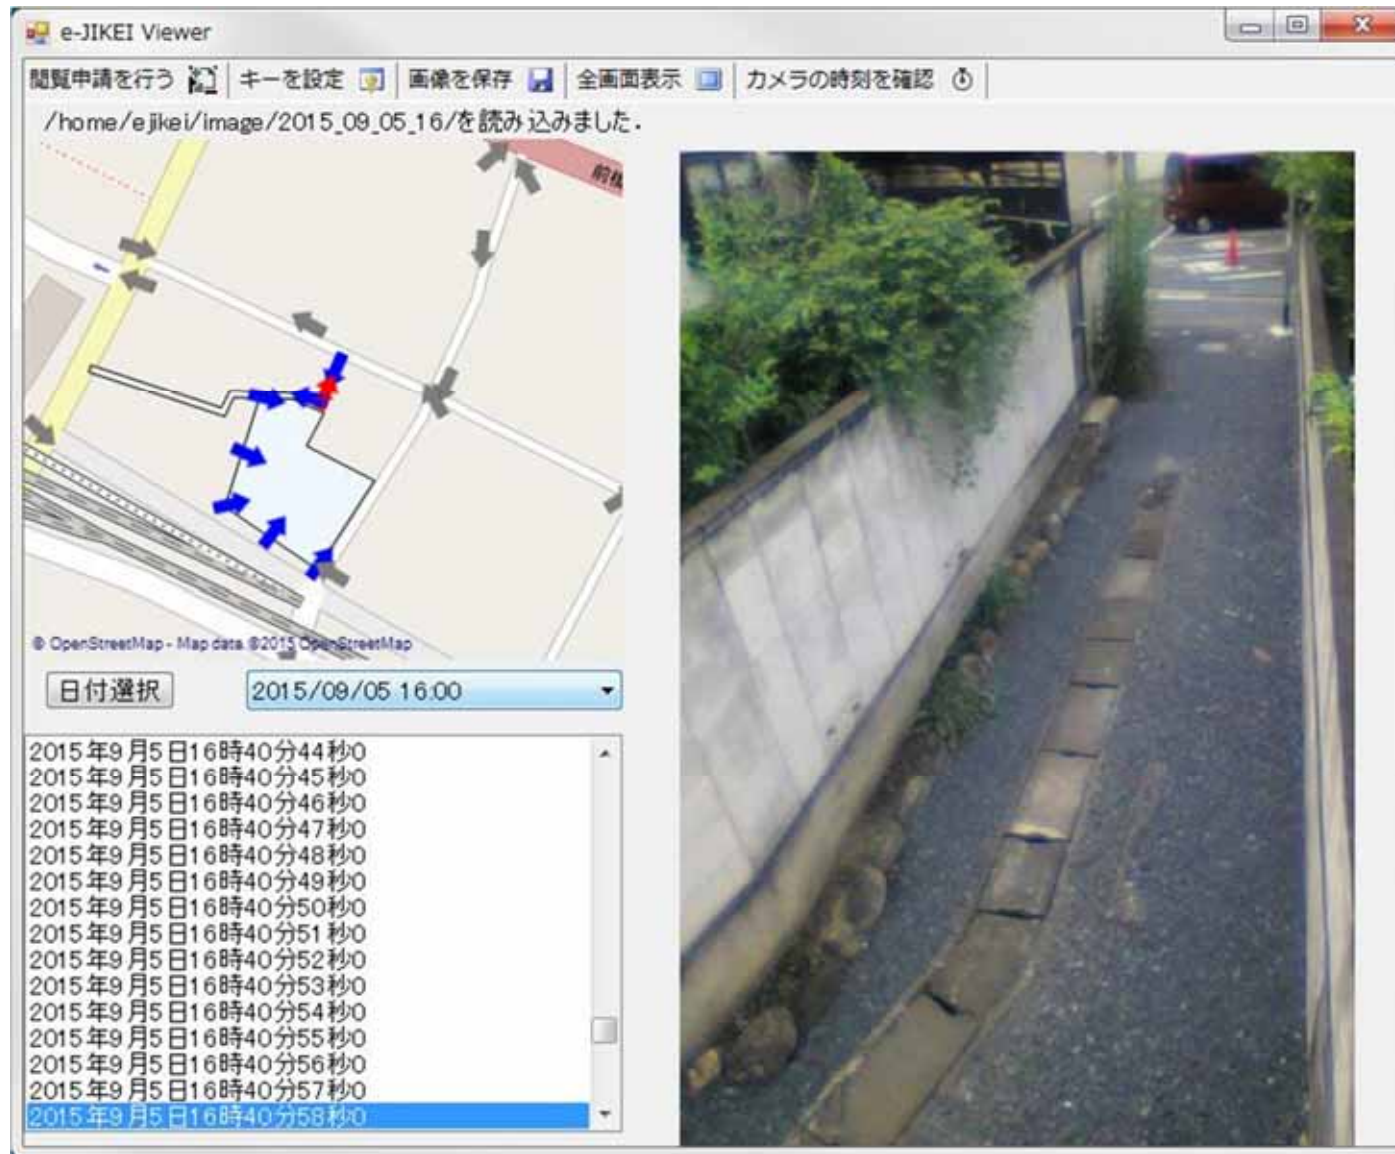 e-JIKEI Viewer
閲覧申請を行う キーを設定 画像を保存 全画面表示 カメラの時刻を確認
/home/ejikei/image/2015_09_05_16/を読み込みました.
© OpenStreetMap - Map data ©2015 OpenStreetMap
日付選択 2015/09/05 16:00
2015年9月5日16時40分44秒0
2015年9月5日16時40分45秒0
2015年9月5日16時40分46秒0
2015年9月5日16時40分47秒0
2015年9月5日16時40分48秒0
2015年9月5日16時40分49秒0
2015年9月5日16時40分50秒0
2015年9月5日16時40分51秒0
2015年9月5日16時40分52秒0
2015年9月5日16時40分53秒0
2015年9月5日16時40分54秒0
2015年9月5日16時40分55秒0
2015年9月5日16時40分56秒0
2015年9月5日16時40分57秒0
2015年9月5日16時40分58秒0